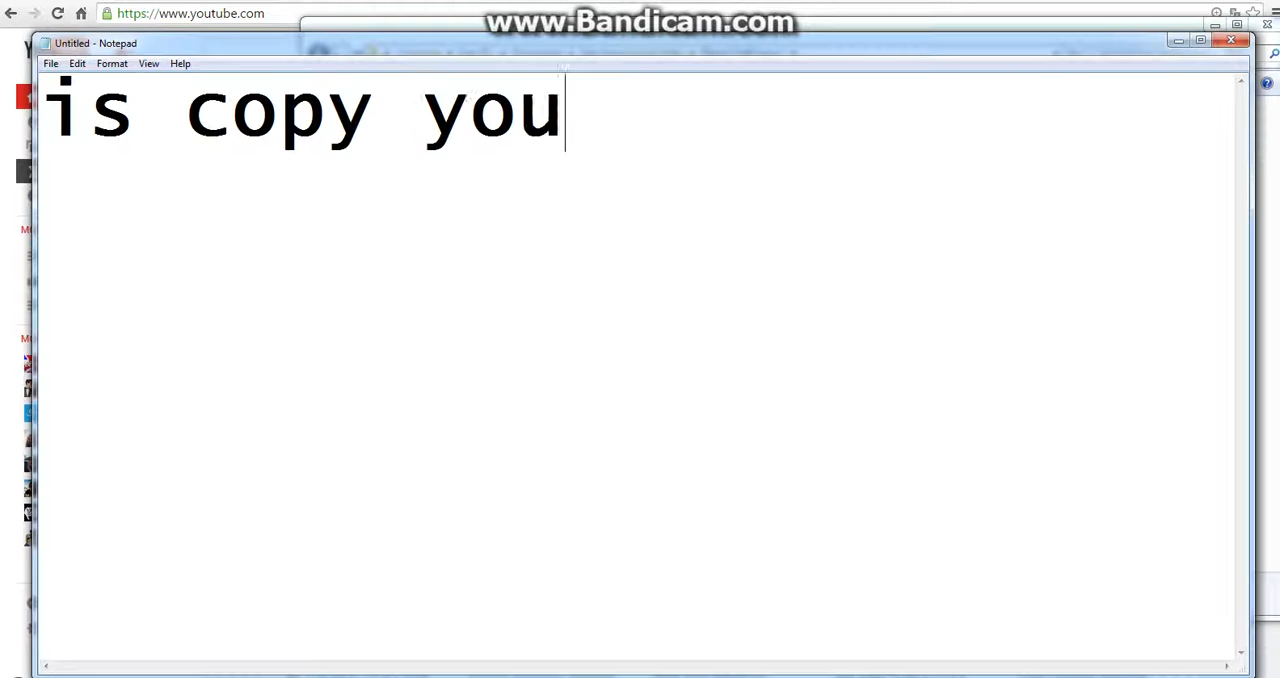 https://www.youtube.com
www.Bandicam.com
Untitled - Notepad
File Edit Format View Help
is copy you